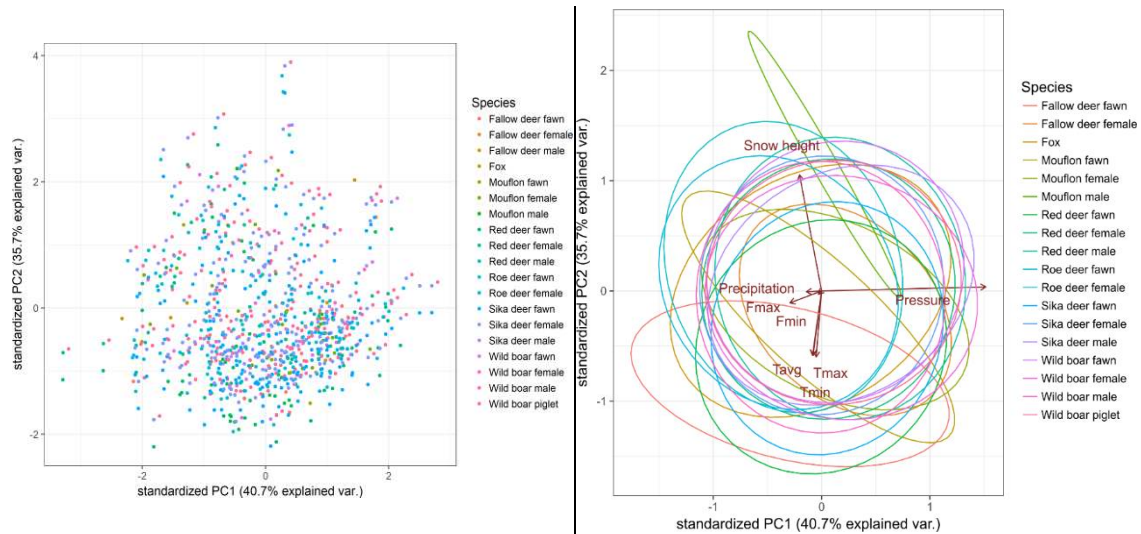 4
2
0
-2
standardized PC2 (35.7% explained var.)
-2
0
2
standardized PC1 (40.7% explained var.)
Species
Fallow deer fawn
Fallow deer female
Fallow deer male
Fox
Mouflon fawn
Mouflon female
Mouflon male
Red deer fawn
Red deer female
Red deer male
Roe deer fawn
Roe deer female
Sika deer fawn
Sika deer female
Sika deer male
Wild boar fawn
Wild boar female
Wild boar male
Wild boar piglet
2
1
0
-1
standardized PC2 (35.7% explained var.)
Snow height
Precipitation
Pressure
Fmax
Fmin
Tavg
Tmax
Tmin
-1
0
1
standardized PC1 (40.7% explained var.)
Species
Fallow deer fawn
Fallow deer female
Fox
Mouflon fawn
Mouflon female
Mouflon male
Red deer fawn
Red deer female
Red deer male
Roe deer fawn
Roe deer female
Sika deer fawn
Sika deer female
Sika deer male
Wild boar fawn
Wild boar female
Wild boar male
Wild boar piglet